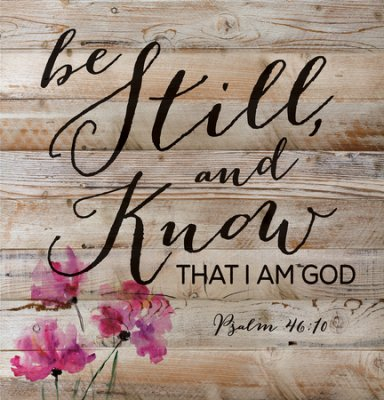 be
Still,
and
Know
THAT I AM GOD
Psalm 46:10